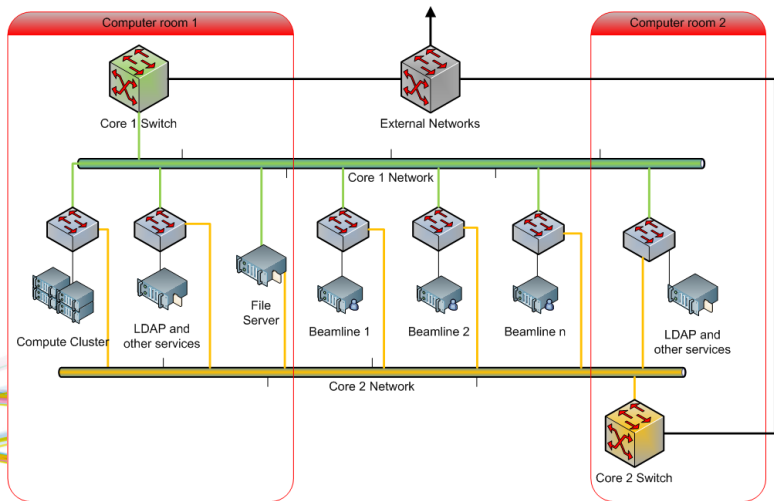 Computer room 1
Computer room 2
Core 1 Switch
External Networks
Core 1 Network
Compute Cluster
LDAP and
other services
File
Server
Beamline 1
Beamline 2
Beamline n
LDAP and
other services
Core 2 Network
Core 2 Switch